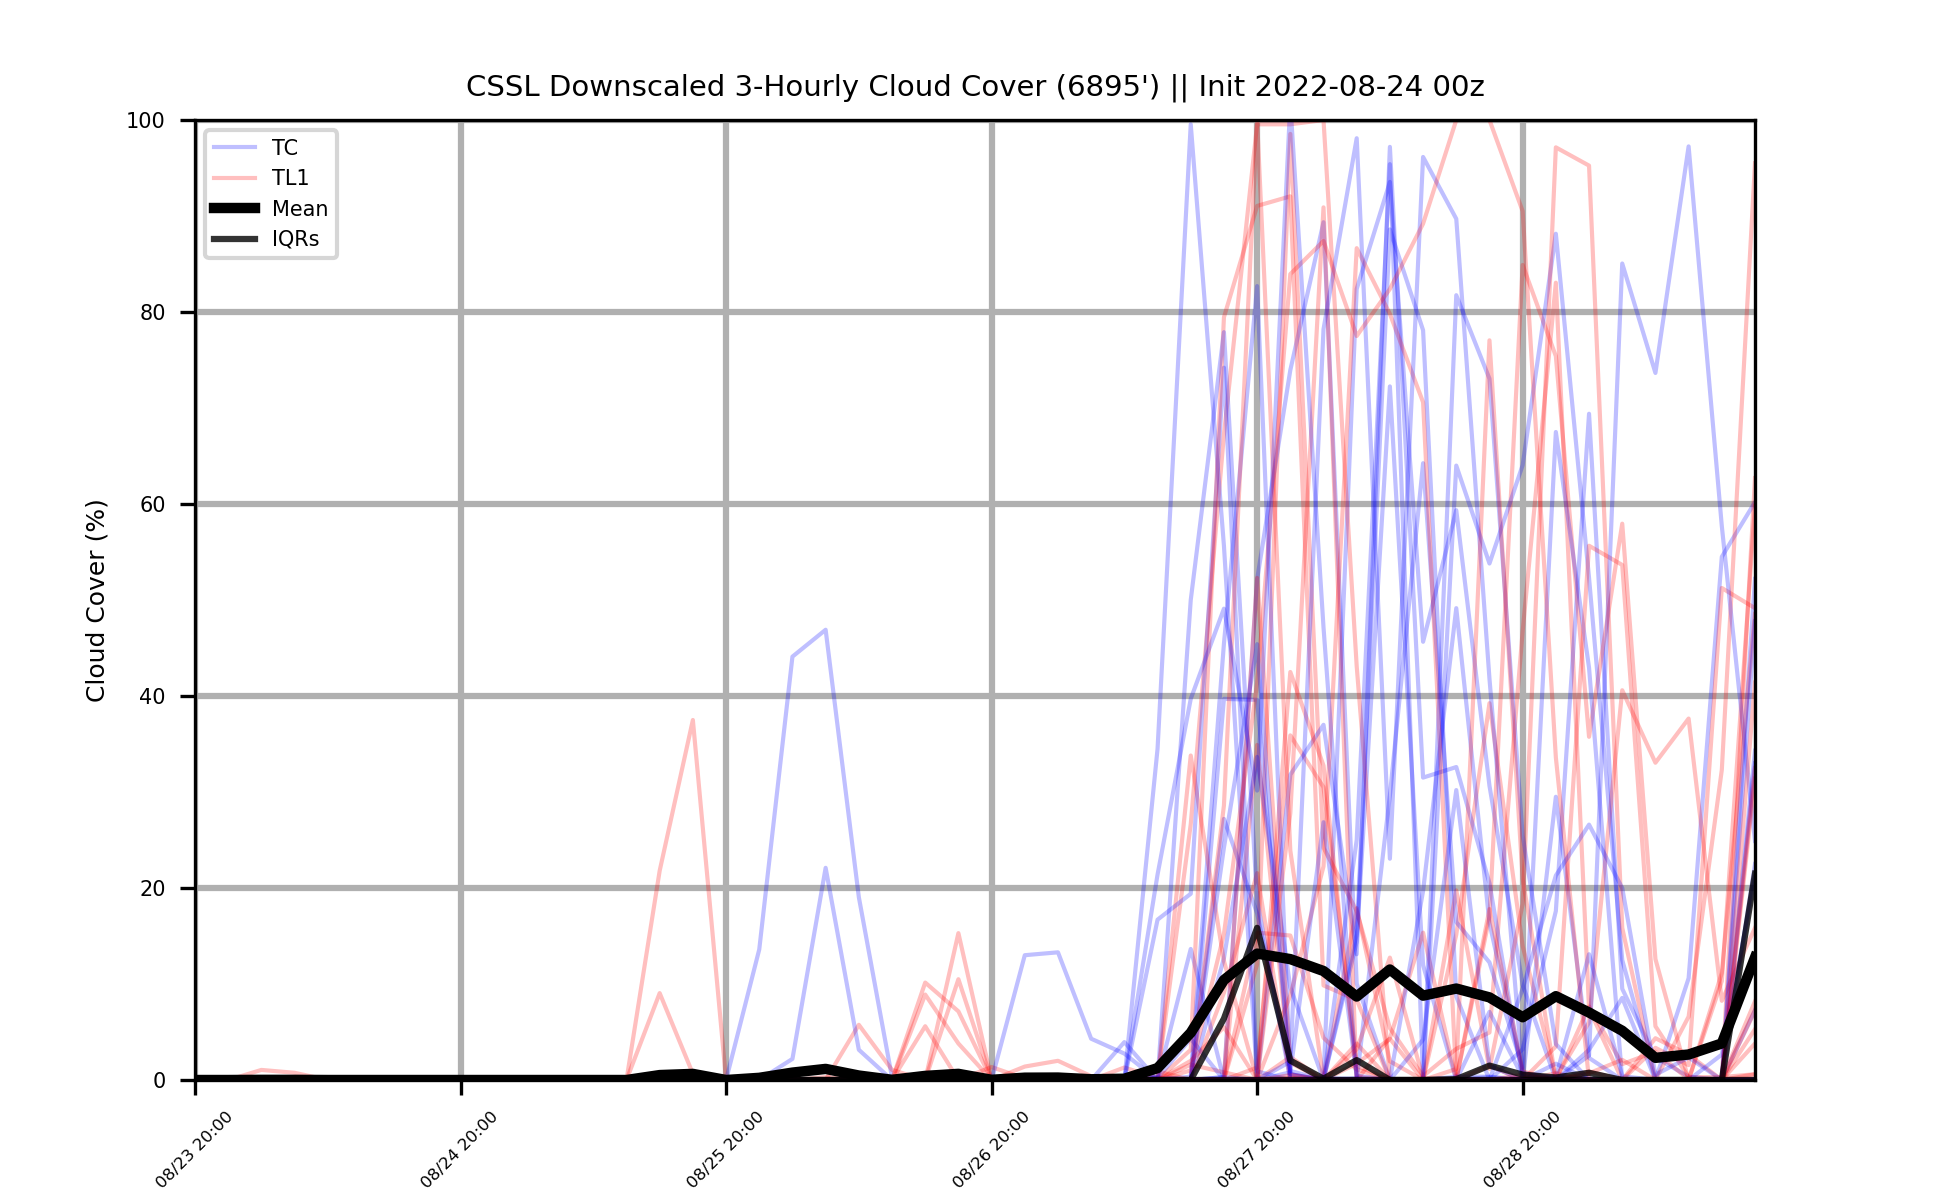 CSSL Downscaled 3-Hourly Cloud Cover (6895') || Init 2022-08-24 00z
TC
TL1
Mean
IQRs
Cloud Cover (%)
100
80
60
40
20
0
08/23 20:00
08/24 20:00
08/25 20:00
08/26 20:00
08/27 20:00
08/28 20:00